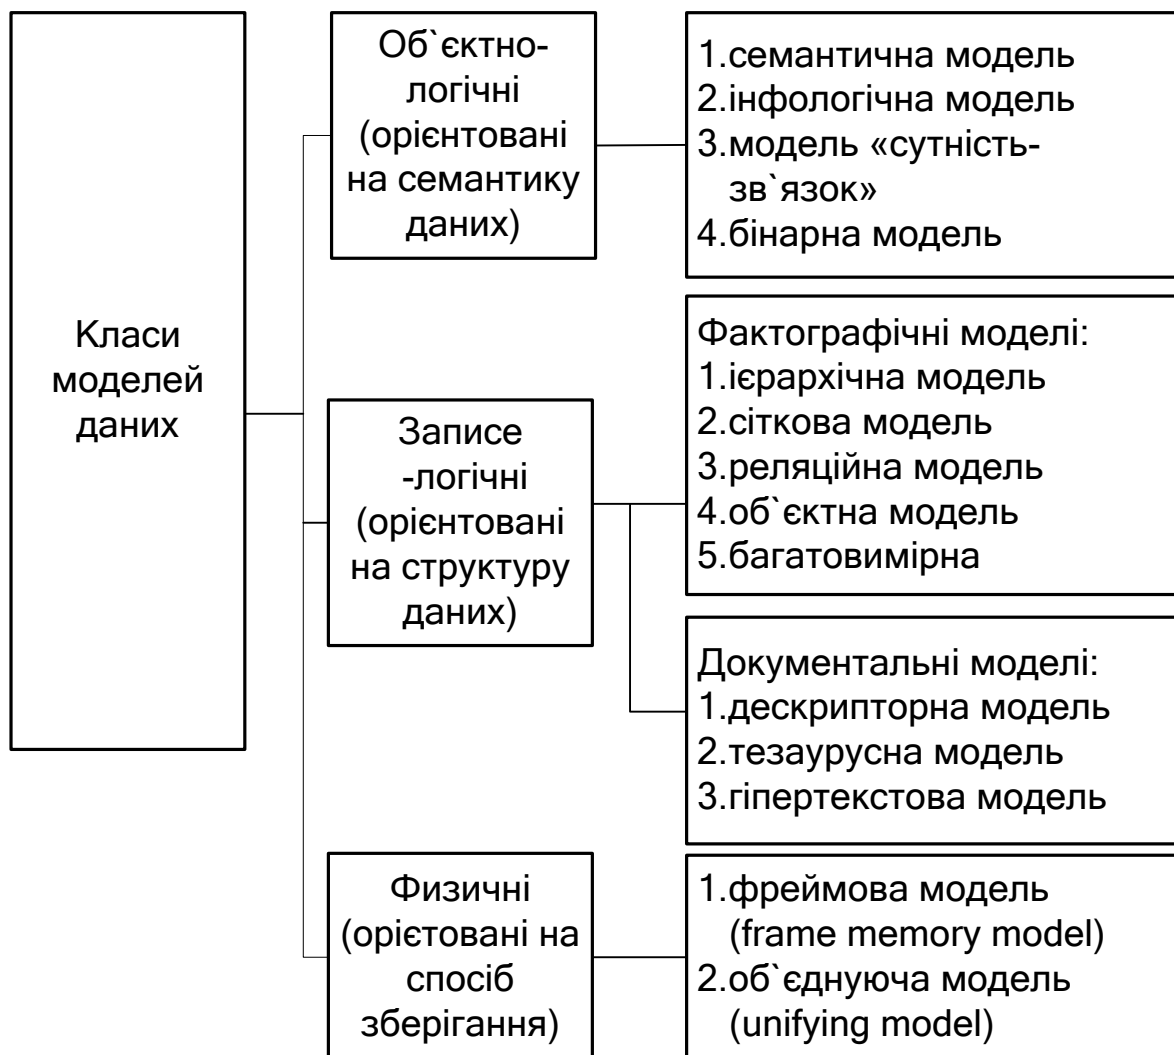 Класи
моделей
даних
Об`єктно-
логічні
(орієнтовані
на семантику
даних)
1.семантична модель
2.інфологічна модель
3.модель «сутність-
зв`язок»
4.бінарна модель
Записе
-логічні
(орієнтовані
на структуру
даних)
Фактографічні моделі:
1.ієрархічна модель
2.сіткова модель
3.реляційна модель
4.об`єктна модель
5.багатовимірна
Документальні моделі:
1.дескрипторна модель
2.тезаурусна модель
3.гіпертекстова модель
Физичні
(орієтовані на
спосіб
зберігання)
1.фреймова модель
(frame memory model)
2.об`єднуюча модель
(unifying model)